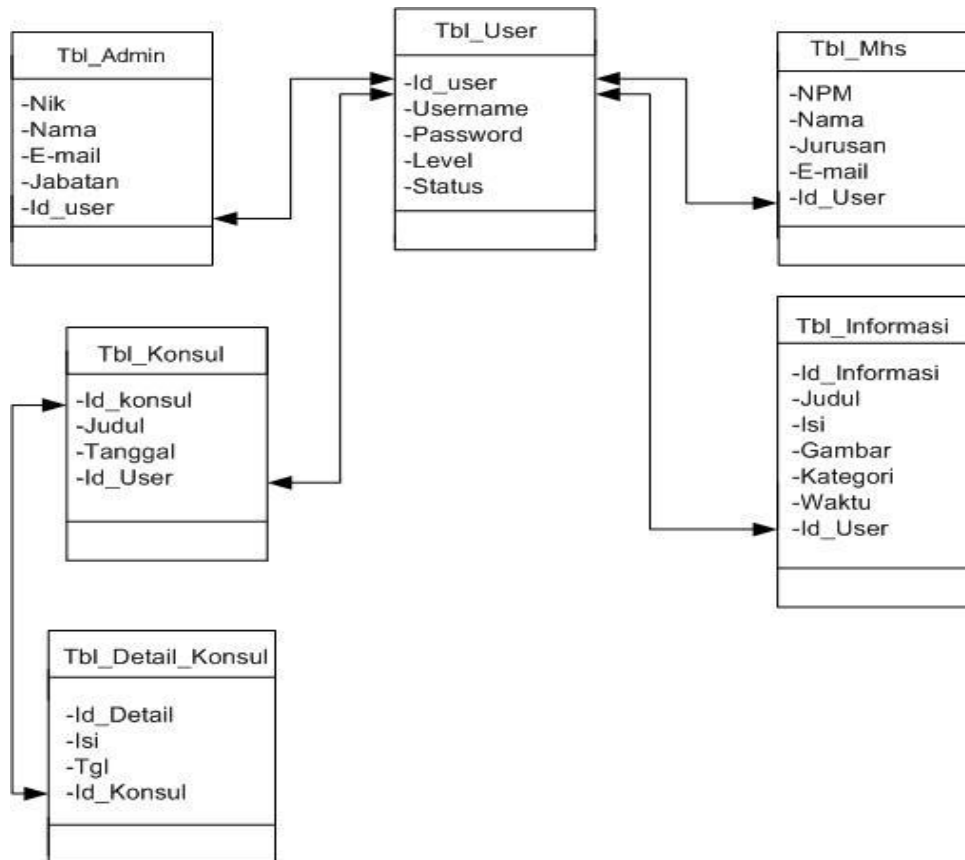 Tbl_Admin
-Nik
-Nama
-E-mail
-Jabatan
-Id_user
Tbl_User
-Id_user
-Username
-Password
-Level
-Status
Tbl_Mhs
-NPM
-Nama
-Jurusan
-E-mail
-Id_User
Tbl_Konsul
-Id_konsul
-Judul
-Tanggal
-Id_User
Tbl_Informasi
-Id_Informasi
-Judul
-Isi
-Gambar
-Kategori
-Waktu
-Id_User
Tbl_Detail_Konsul
-Id_Detail
-Isi
-Tgl
-Id_Konsul